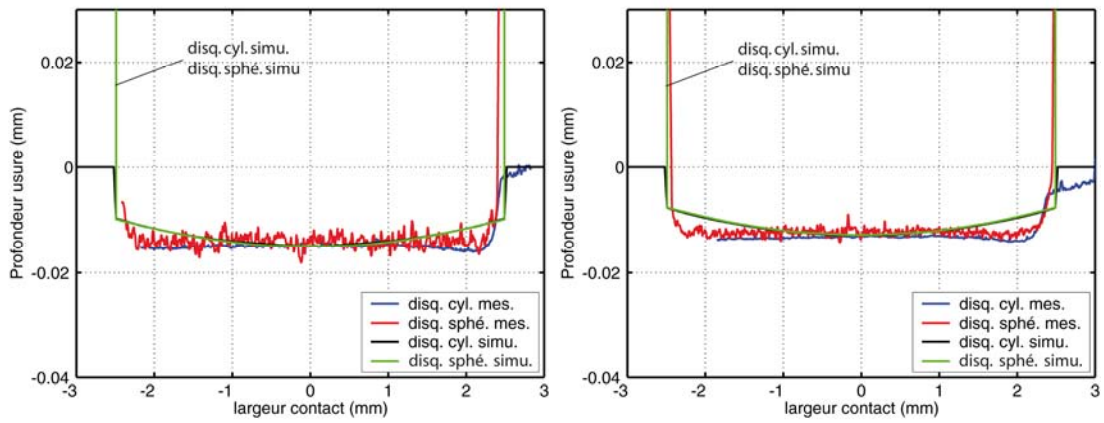 disq. cyl. simu.
disq. sphé. simu
0.02
0
-0.02
-0.04
Profondeur usure (mm)
-3 -2 -1 0 1 2 3
largeur contact (mm)
disq. cyl. mes.
disq. sphé. mes.
disq. cyl. simu.
disq. sphé. simu.
disq. cyl. simu.
disq. sphé. simu
0.02
0
-0.02
-0.04
Profondeur usure (mm)
-3 -2 -1 0 1 2 3
largeur contact (mm)
disq. cyl. mes.
disq. sphé. mes.
disq. cyl. simu.
disq. sphé. simu.